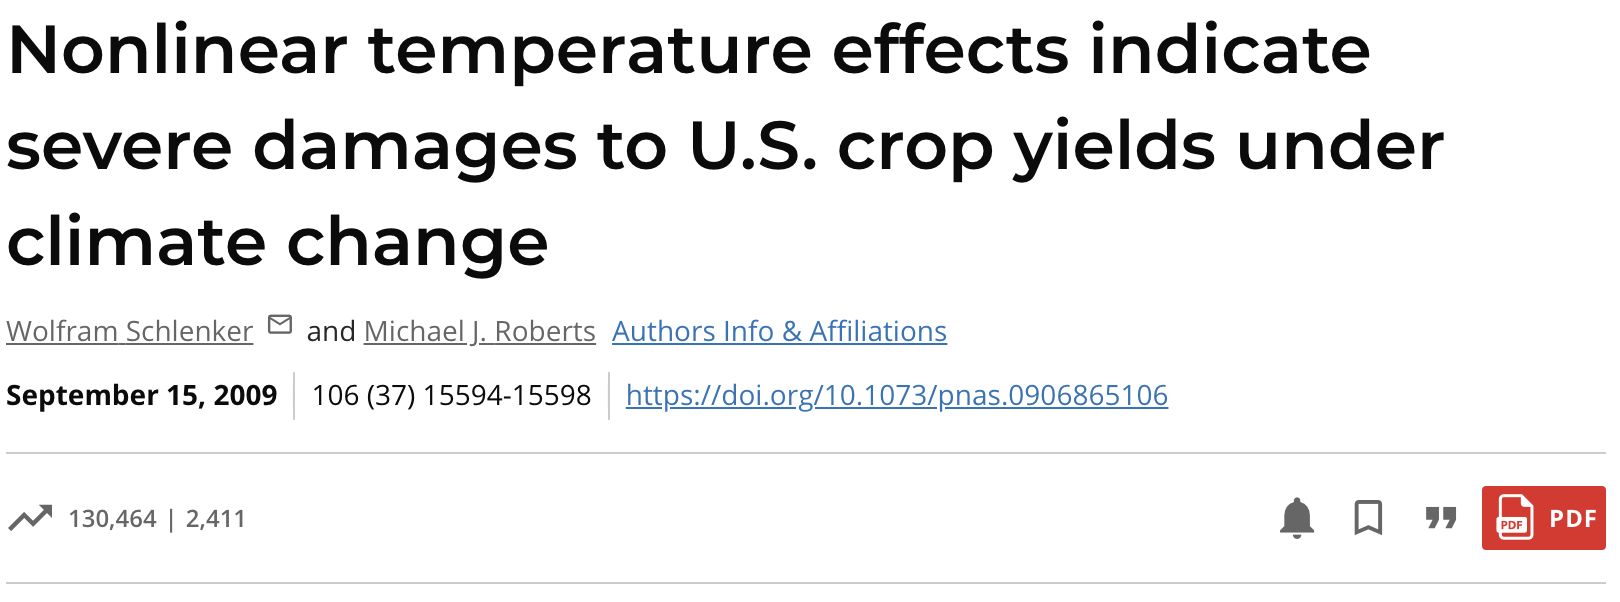 Nonlinear temperature effects indicate
severe damages to U.S. crop yields under
climate change
Wolfram Schlenker and Michael J. Roberts Authors Info & Affiliations
September 15, 2009 106 (37) 15594-15598 https://doi.org/10.1073/pnas.0906865106
130,464 | 2,411 PDF PDF